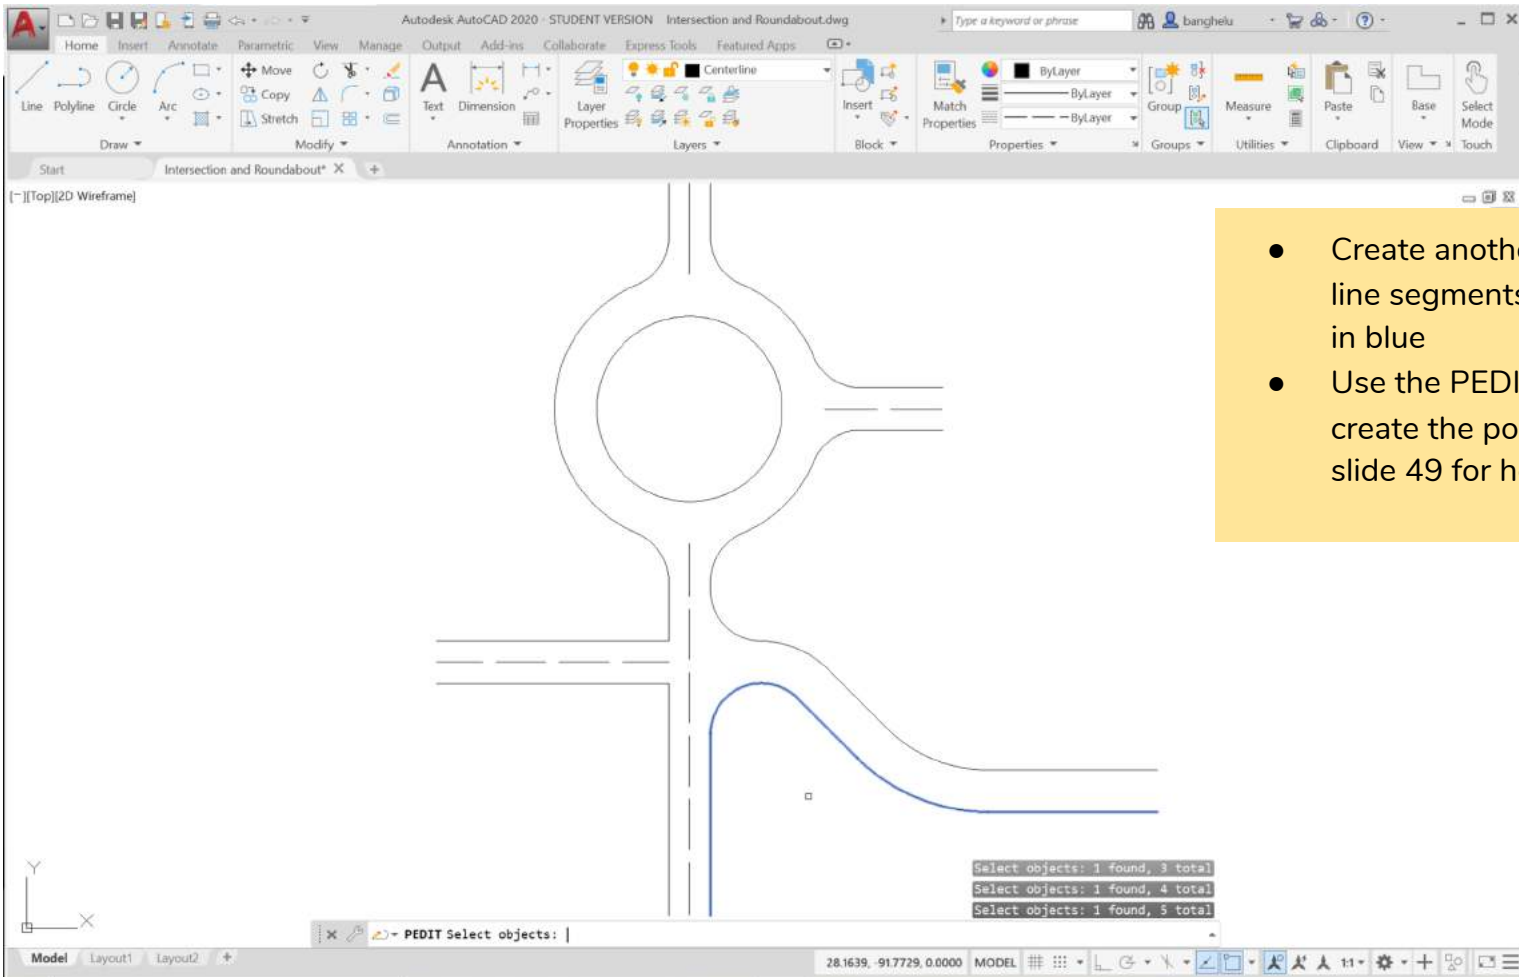 Autodesk AutoCAD 2020 - STUDENT VERSION Intersection and Roundabout.dwg
Type a keyword or phrase
banghelu
Home Insert Annotate Parametric View Manage Output Add-ins Collaborate Express Tools Featured Apps
Line Polyline Circle Arc
Move
Copy
Stretch
Text Dimension
Layer Properties
Centerline
Insert
Match Properties
ByLayer
ByLayer
ByLayer
Group
Measure
Paste
Base
Select Mode
Draw Modify Annotation Layers Block Properties Groups Utilities Clipboard View Touch
Start Intersection and Roundabout* X +
[-][Top][2D Wireframe]
● Create anoth
line segments
in blue
● Use the PEDI
create the po
slide 49 for h
Y
X
Select objects: 1 found, 3 total
Select objects: 1 found, 4 total
Select objects: 1 found, 5 total
PEDIT Select objects:
Model Layout1 Layout2 +
28.1639, -91.7729, 0.0000 MODEL 1:1